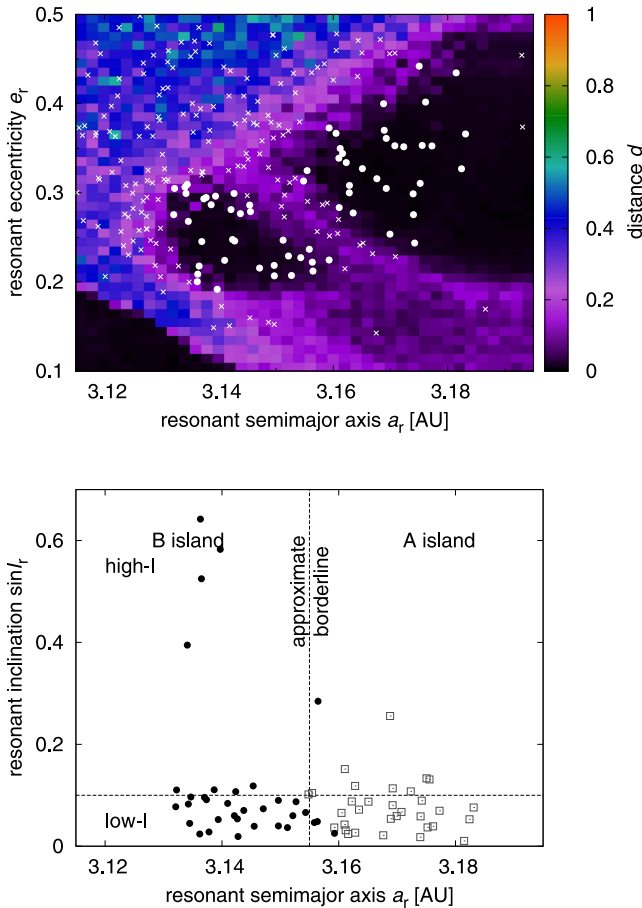 0.5
0.4
0.3
0.2
0.1
resonant eccentricity e_r
3.12
3.14
3.16
3.18
resonant semimajor axis a_r [AU]
1
0.8
0.6
0.4
0.2
0
distance d
0.6
0.4
0.2
0
resonant inclination sinI_r
B island
A island
high-I
low-I
approximate
borderline
3.12
3.14
3.16
3.18
resonant semimajor axis a_r [AU]